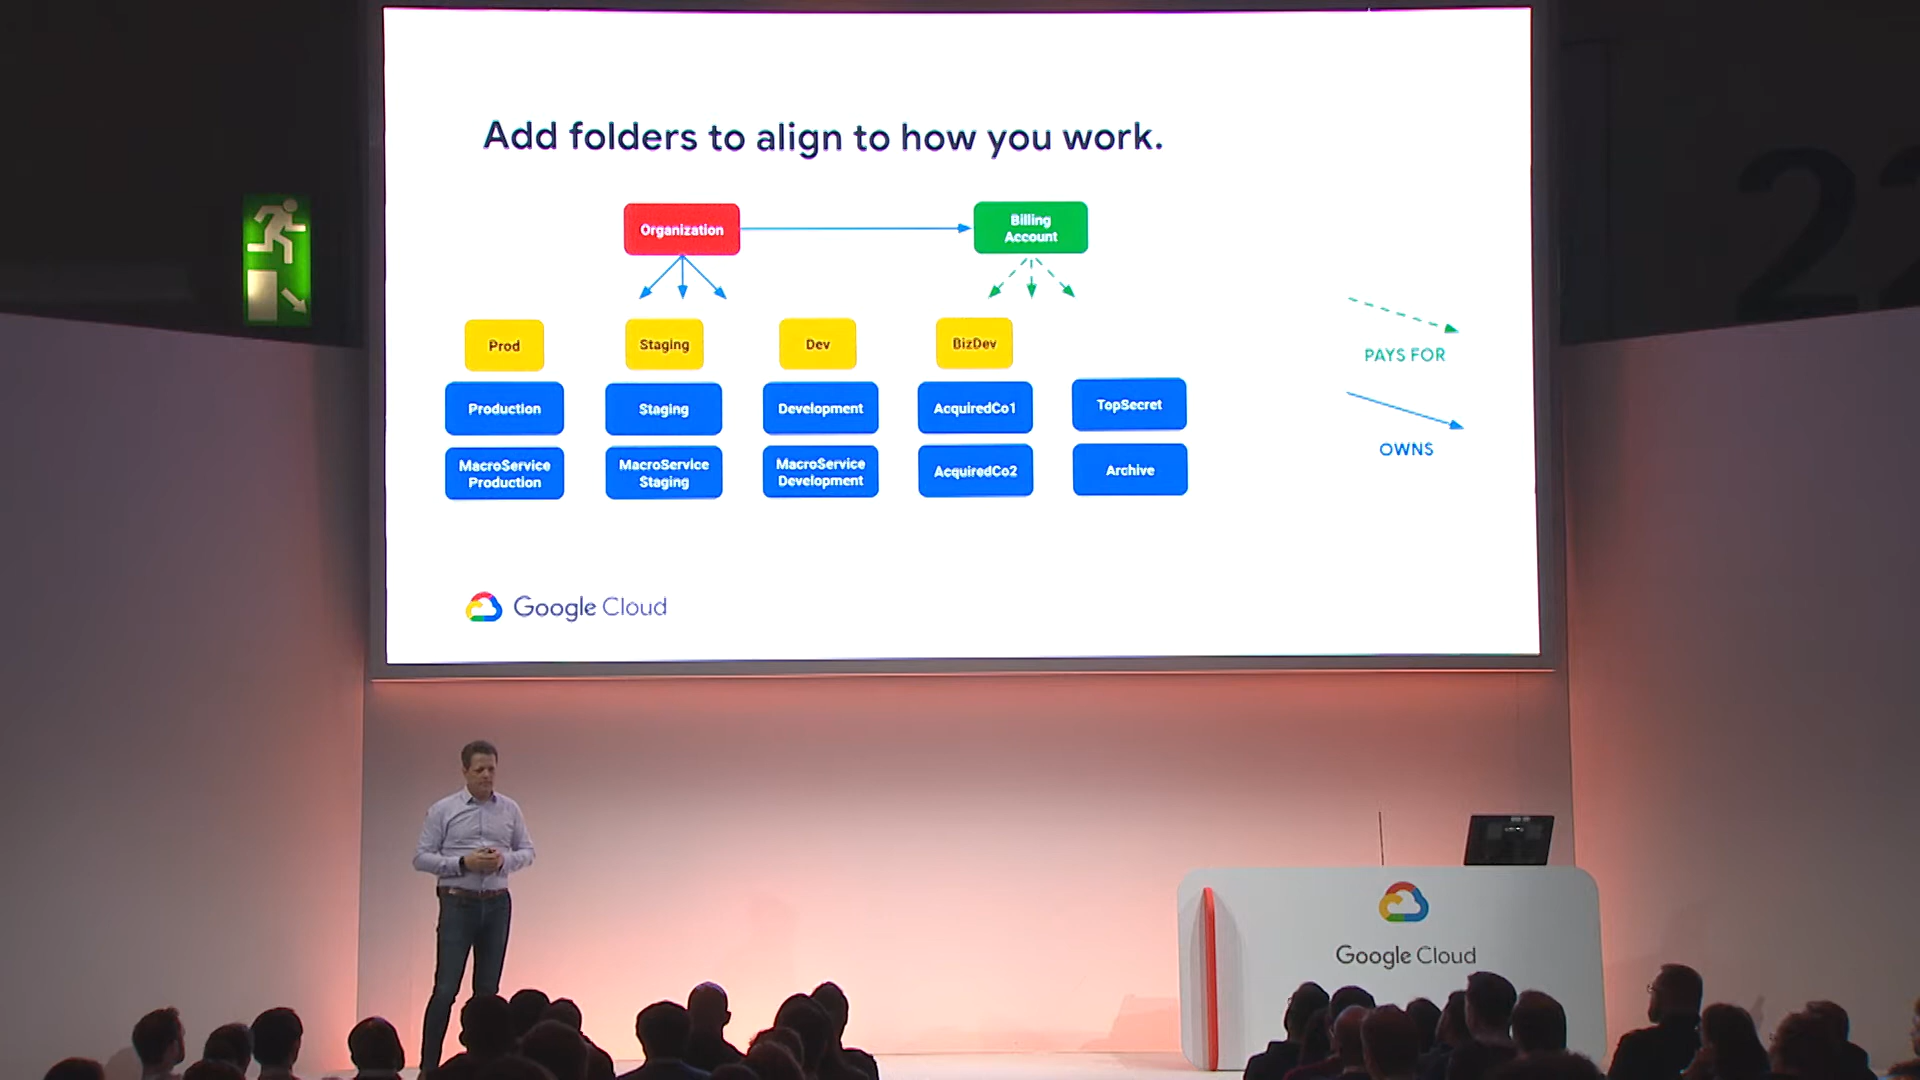 Add folders to align to how you work.
Organization
Billing
Account
Prod
Staging
Dev
BizDev
Production
Staging
Development
AcquiredCo1
TopSecret
MacroService
Production
MacroService
Staging
MacroService
Development
AcquiredCo2
Archive
PAYS FOR
OWNS
Google Cloud
Google Cloud
22